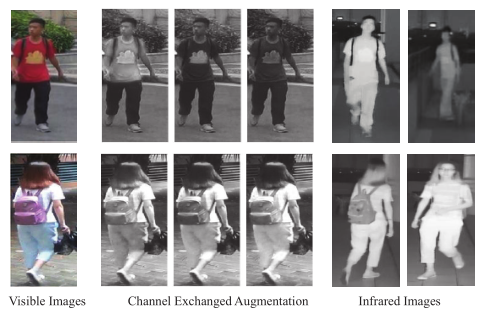 Visible Images
Channel Exchanged Augmentation
Infrared Images